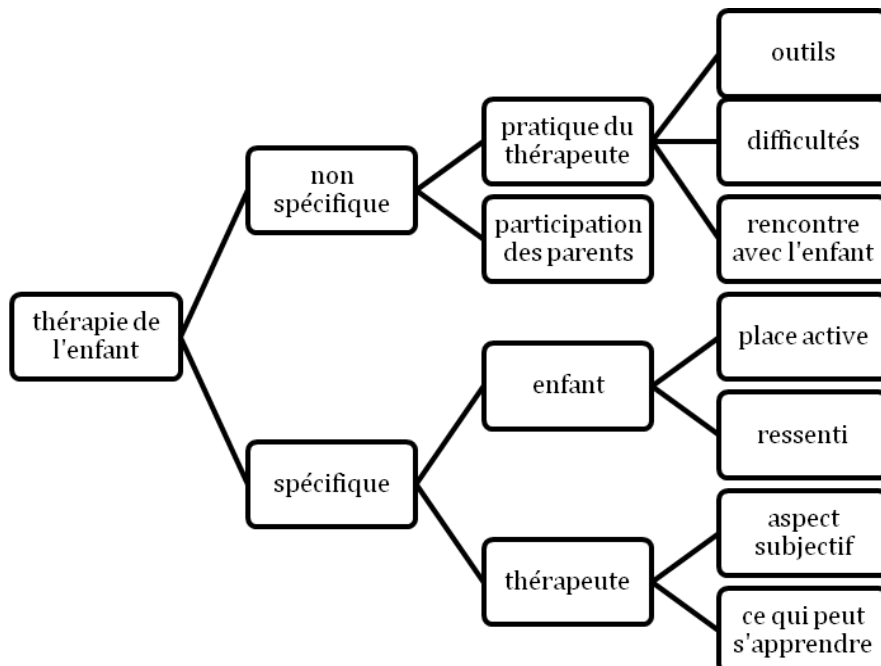 outils
pratique du
thérapeute
difficultés
non
spécifique
participation
des parents
rencontre
avec l'enfant
thérapie de
l'enfant
place active
enfant
ressenti
spécifique
aspect
subjectif
thérapeute
ce qui peut
s'apprendre